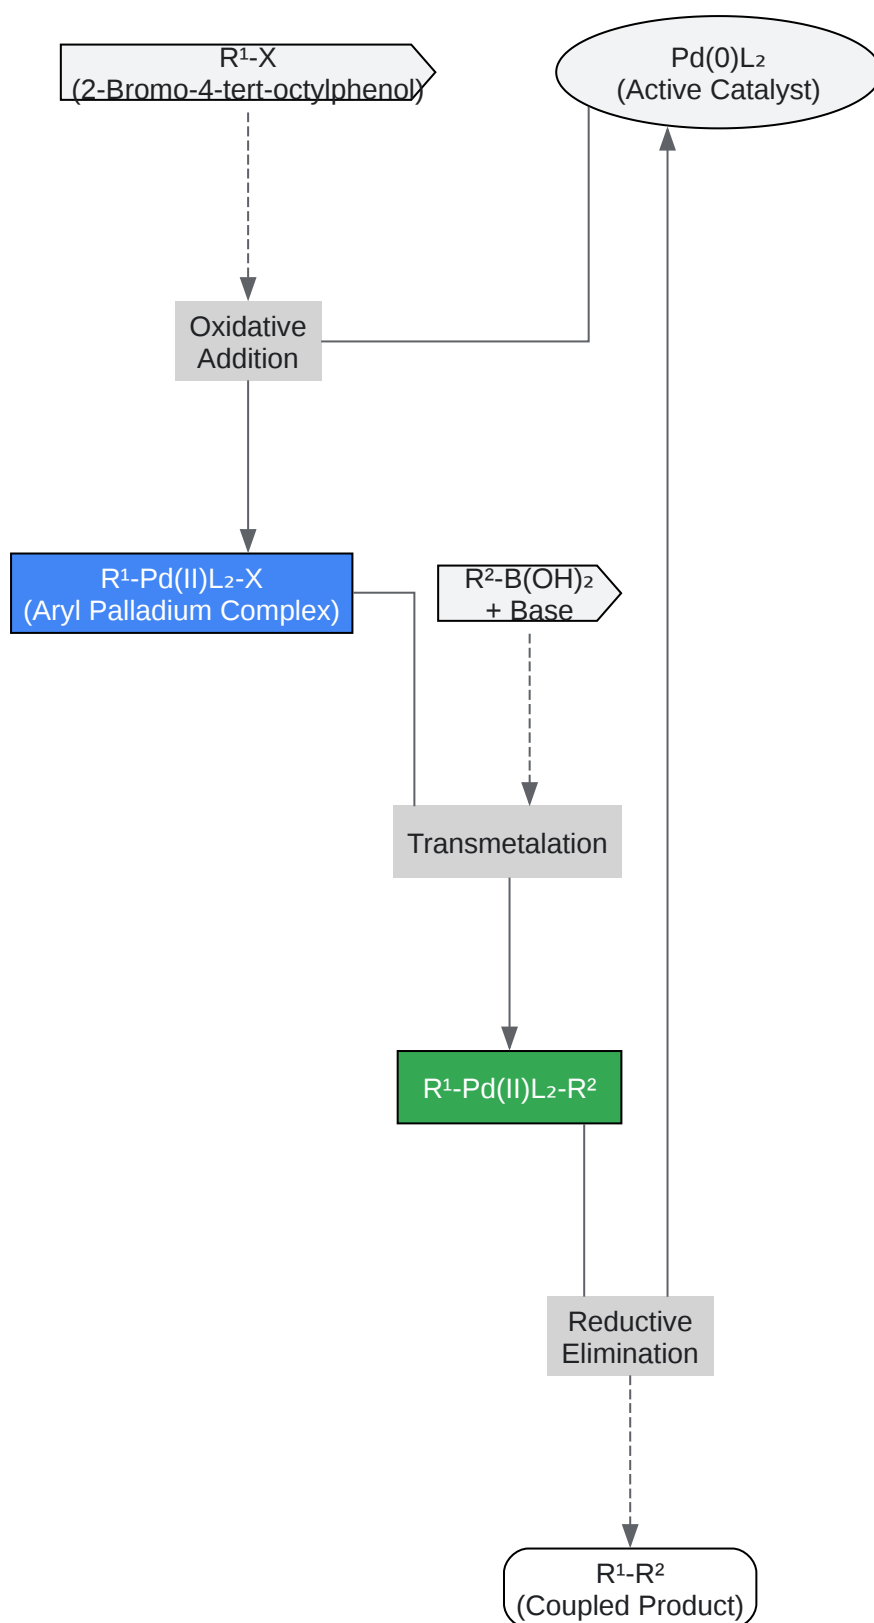 R¹-X
(2-Bromo-4-tert-octylphenol)
Pd(0)L₂
(Active Catalyst)
Oxidative
Addition
R¹-Pd(II)L₂-X
(Aryl Palladium Complex)
R²-B(OH)₂
+ Base
Transmetalation
R¹-Pd(II)L₂-R²
Reductive
Elimination
R¹-R²
(Coupled Product)